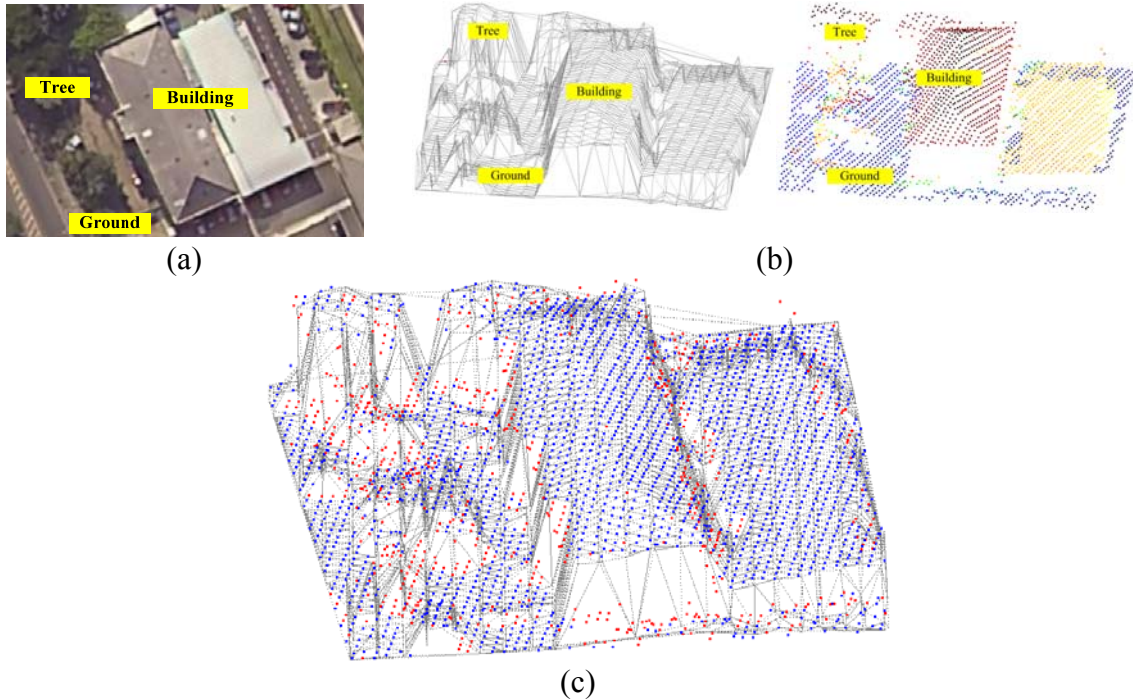 Tree
Building
Ground
Tree
Building
Ground
Tree
Building
Ground
(a)
(b)
(c)